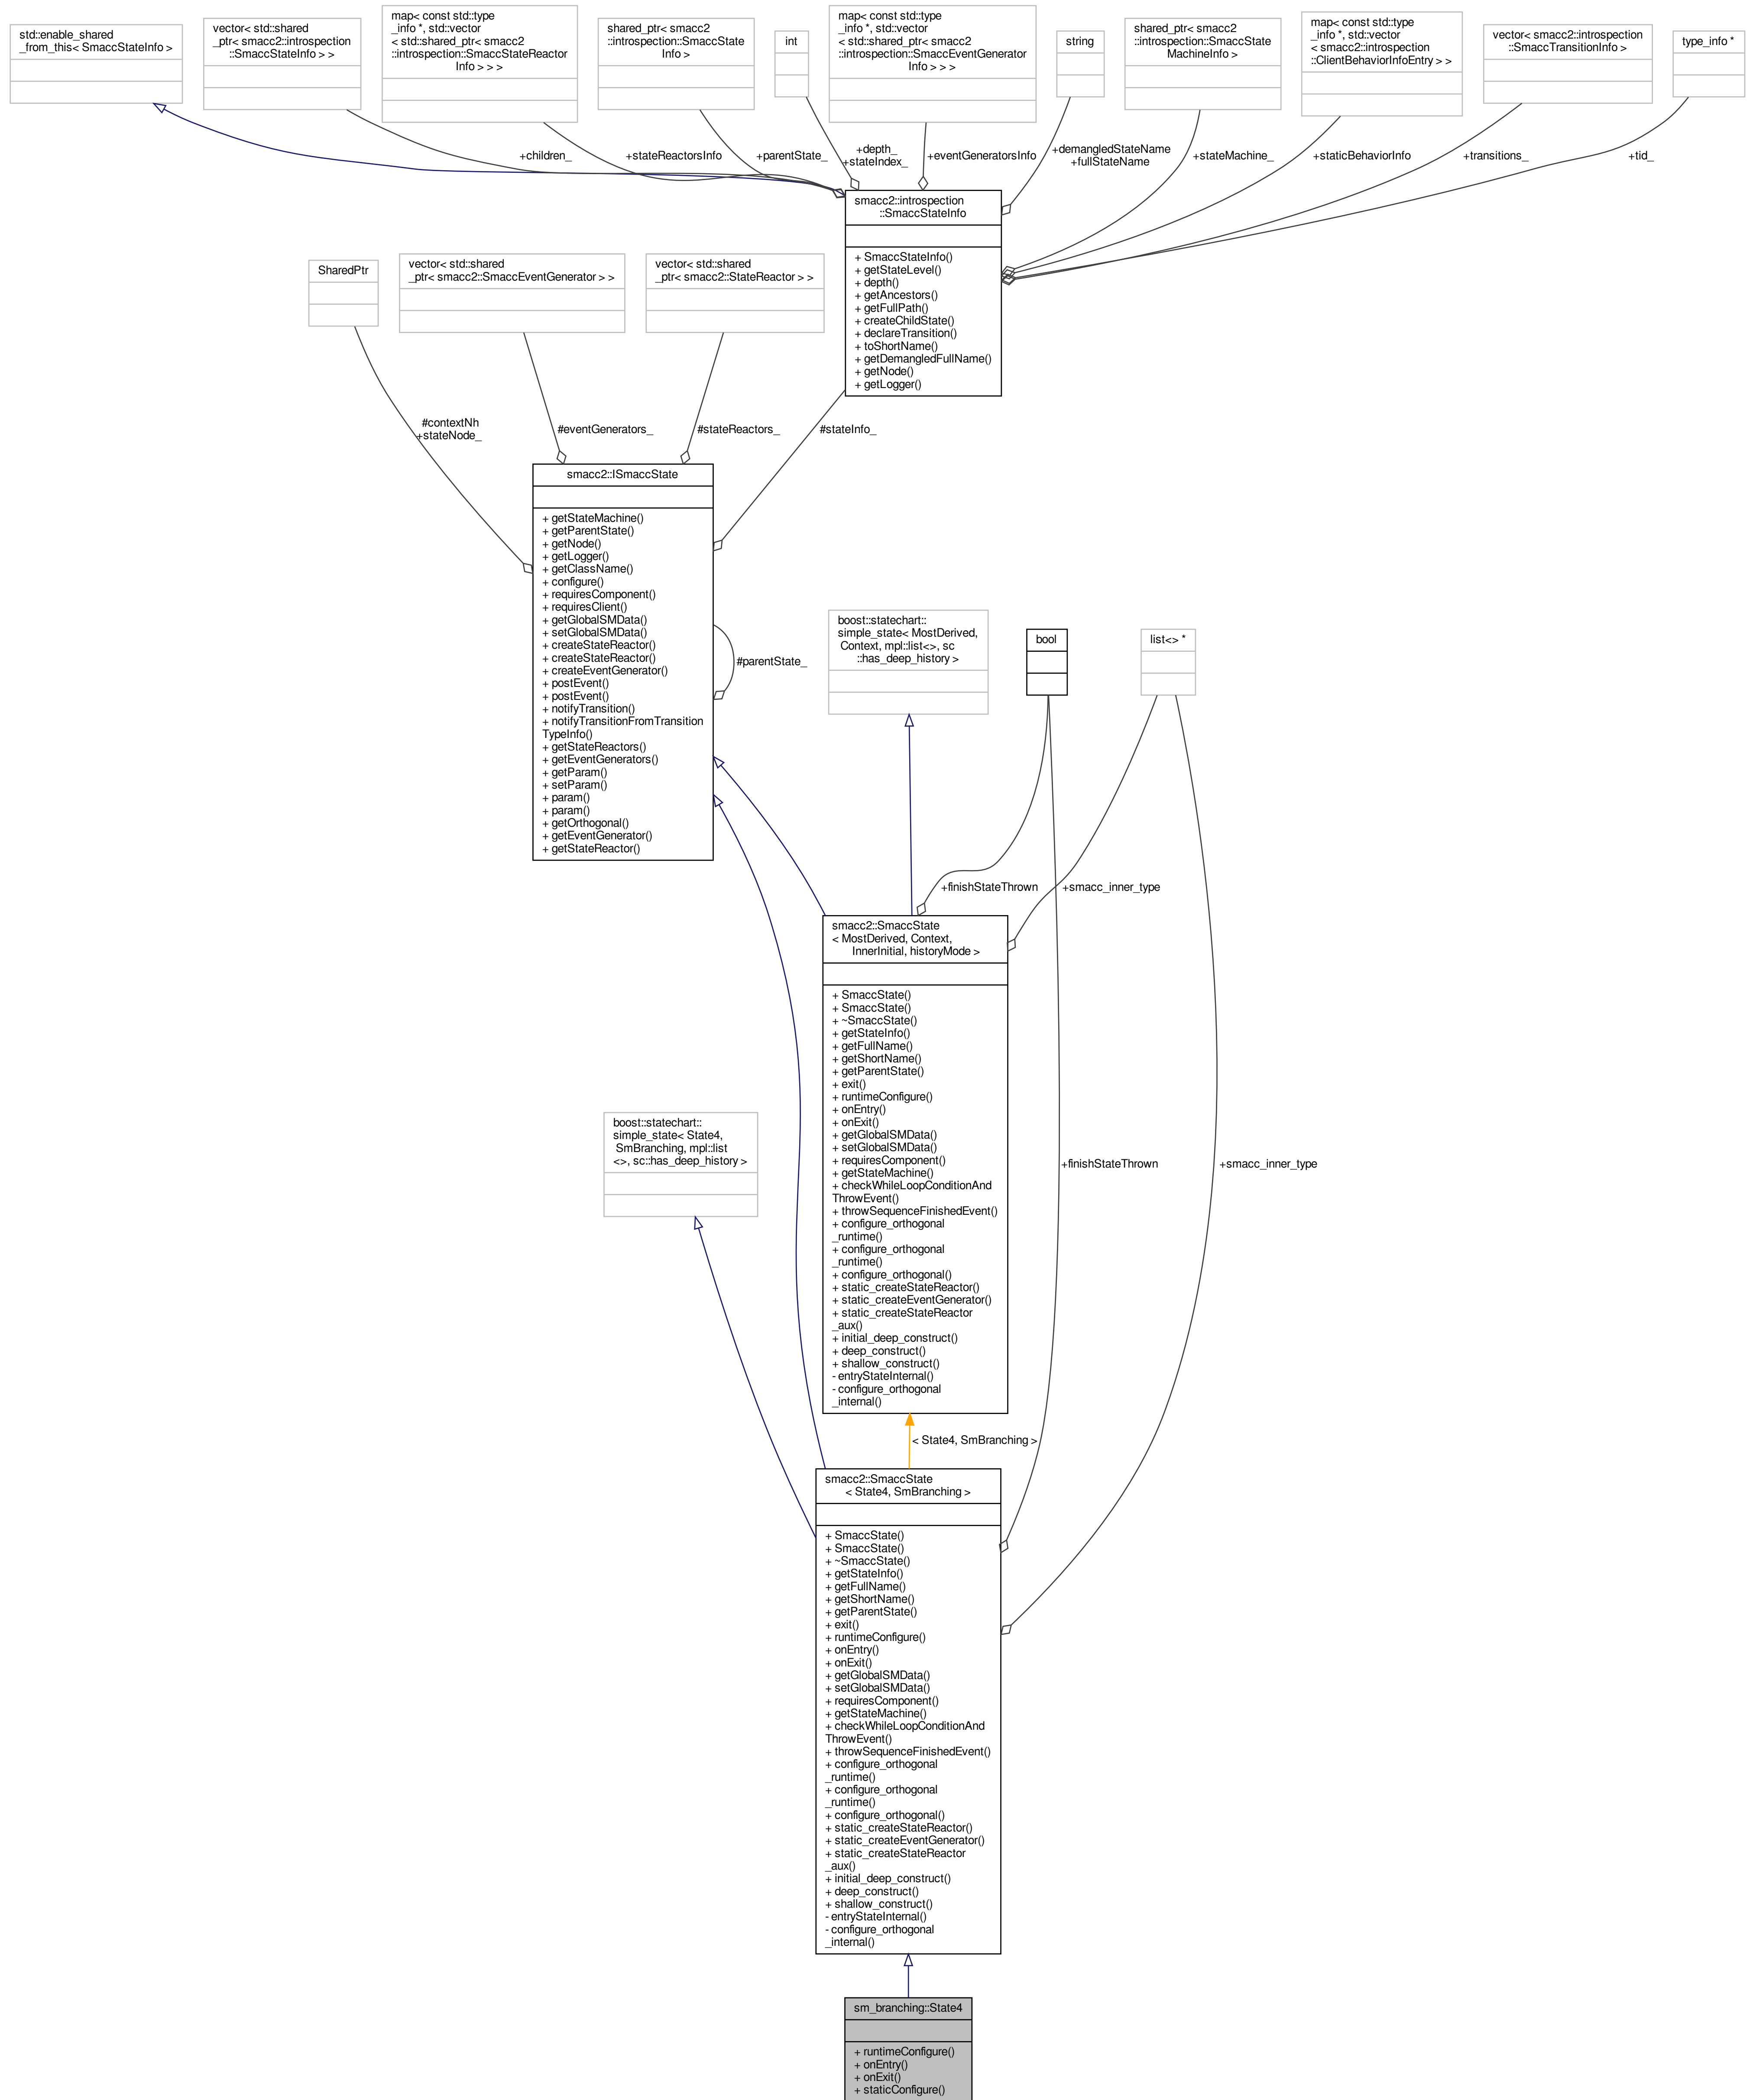 std::enable_shared
_from_this< SmaccStateInfo >
vector< std::shared
_ptr< smacc2::introspection
::SmaccStateInfo > >
map< const std::type
_info *, std::vector
< std::shared_ptr< smacc2
::introspection::SmaccStateReactor
Info > > >
shared_ptr< smacc2
::introspection::SmaccState
Info >
int
map< const std::type
_info *, std::vector
< std::shared_ptr< smacc2
::introspection::SmaccEventGenerator
Info > > >
string
shared_ptr< smacc2
::introspection::SmaccState
MachineInfo >
map< const std::type
_info *, std::vector
< smacc2::introspection
::ClientBehaviorInfoEntry > >
vector< smacc2::introspection
::SmaccTransitionInfo >
type_info *
+children_
+stateReactorsInfo
+parentState_
+depth_
+stateIndex_
+eventGeneratorsInfo
+demangledStateName
+fullStateName
+stateMachine_
+staticBehaviorInfo
+transitions_
+tid_
smacc2::introspection
::SmaccStateInfo
+ SmaccStateInfo()
+ getStateLevel()
+ depth()
+ getAncestors()
+ getFullPath()
+ createChildState()
+ declareTransition()
+ toShortName()
+ getDemangledFullName()
+ getNode()
+ getLogger()
SharedPtr
vector< std::shared
_ptr< smacc2::SmaccEventGenerator > >
vector< std::shared
_ptr< smacc2::StateReactor > >
#contextNh
+stateNode_
#eventGenerators_
#stateReactors_
#stateInfo_
smacc2::ISmaccState
+ getStateMachine()
+ getParentState()
+ getNode()
+ getLogger()
+ getClassName()
+ configure()
+ requiresComponent()
+ requiresClient()
+ getGlobalSMData()
+ setGlobalSMData()
+ createStateReactor()
+ createStateReactor()
+ createEventGenerator()
+ postEvent()
+ postEvent()
+ notifyTransition()
+ notifyTransitionFromTransition
TypeInfo()
+ getStateReactors()
+ getEventGenerators()
+ getParam()
+ setParam()
+ param()
+ param()
+ getOrthogonal()
+ getEventGenerator()
+ getStateReactor()
#parentState_
boost::statechart::
simple_state< MostDerived,
Context, mpl::list<>, sc
::has_deep_history >
bool
list<> *
+finishStateThrown
+smacc_inner_type
smacc2::SmaccState
< MostDerived, Context,
InnerInitial, historyMode >
+ SmaccState()
+ SmaccState()
+ ~SmaccState()
+ getStateInfo()
+ getFullName()
+ getShortName()
+ getParentState()
+ exit()
+ runtimeConfigure()
+ onEntry()
+ onExit()
+ getGlobalSMData()
+ setGlobalSMData()
+ requiresComponent()
+ getStateMachine()
+ checkWhileLoopConditionAnd
ThrowEvent()
+ throwSequenceFinishedEvent()
+ configure_orthogonal
_runtime()
+ configure_orthogonal
_runtime()
+ configure_orthogonal()
+ static_createStateReactor()
+ static_createEventGenerator()
+ static_createStateReactor
_aux()
+ initial_deep_construct()
+ deep_construct()
+ shallow_construct()
- entryStateInternal()
- configure_orthogonal
_internal()
boost::statechart::
simple_state< State4,
SmBranching, mpl::list
<>, sc::has_deep_history >
+finishStateThrown
+smacc_inner_type
< State4, SmBranching >
smacc2::SmaccState
< State4, SmBranching >
+ SmaccState()
+ SmaccState()
+ ~SmaccState()
+ getStateInfo()
+ getFullName()
+ getShortName()
+ getParentState()
+ exit()
+ runtimeConfigure()
+ onEntry()
+ onExit()
+ getGlobalSMData()
+ setGlobalSMData()
+ requiresComponent()
+ getStateMachine()
+ checkWhileLoopConditionAnd
ThrowEvent()
+ throwSequenceFinishedEvent()
+ configure_orthogonal
_runtime()
+ configure_orthogonal
_runtime()
+ configure_orthogonal()
+ static_createStateReactor()
+ static_createEventGenerator()
+ static_createStateReactor
_aux()
+ initial_deep_construct()
+ deep_construct()
+ shallow_construct()
- entryStateInternal()
- configure_orthogonal
_internal()
sm_branching::State4
+ runtimeConfigure()
+ onEntry()
+ onExit()
+ staticConfigure()